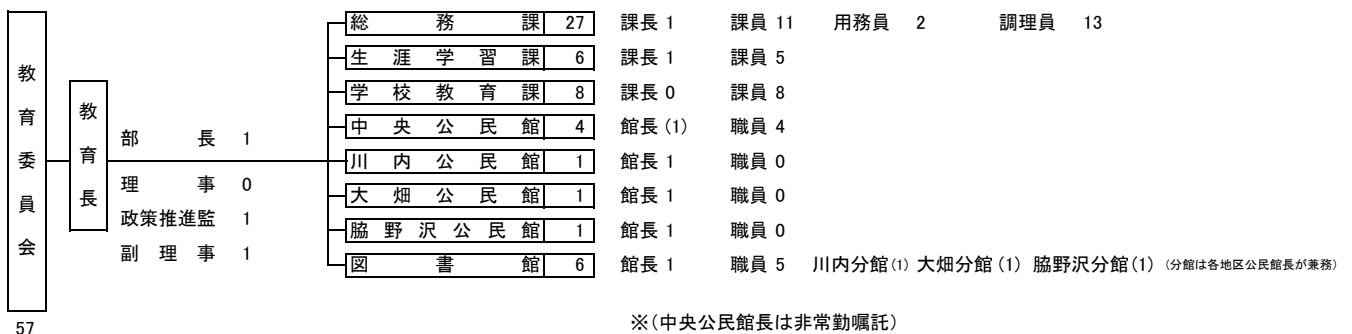 教育委員会
57
教育長
部長 1
理事 0
政策推進監 1
副理事 1
総務課 27 課長 1 課員 11 用務員 2 調理員 13
生涯学習課 6 課長 1 課員 5
学校教育課 8 課長 0 課員 8
中央公民館 4 館長 (1) 職員 4
川内公民館 1 館長 1 職員 0
大畑公民館 1 館長 1 職員 0
脇野沢公民館 1 館長 1 職員 0
図書館 6 館長 1 職員 5 川内分館(1) 大畑分館(1) 脇野沢分館(1) (分館は各地区公民館長が兼務)
※(中央公民館長は非常勤嘱託)